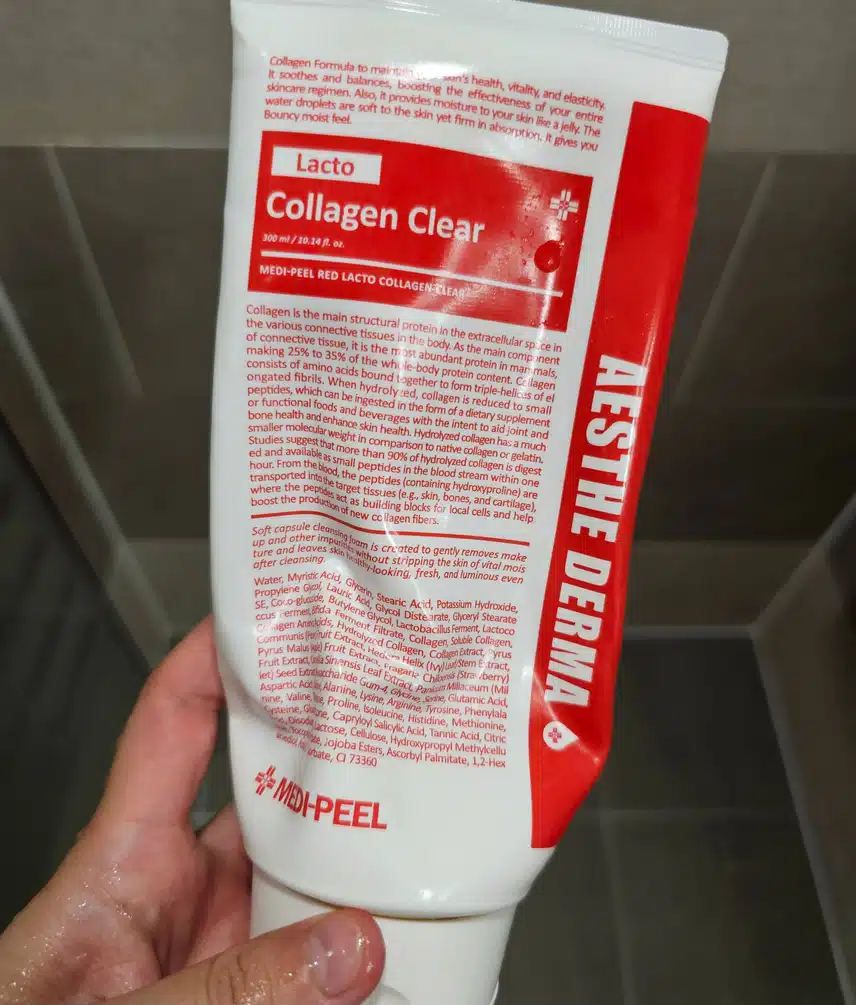 Collagen Formula to maintain skin's health, vitality, and elasticity.
It soothes and balances, boosting the effectiveness of your entire
skincare regimen. Also, it provides moisture to your skin like a jelly. The
water droplets are soft to the skin yet firm in absorption. It gives you
Bouncy moist feel.
Lacto
Collagen Clear
300 ml / 10.14 fl. oz.
MEDI-PEEL RED LACTO COLLAGEN CLEAR
Collagen is the main structural protein in the extracellular space in
the various connective tissues in the body. As the main component
of connective tissue, it is the most abundant protein in mammals,
making 25% to 35% of the whole-body protein content. Collagen
consists of amino acids bound together to form triple-helices of el
ongated fibrils. When hydrolyzed, collagen is reduced to small
peptides, which can be ingested in the form of a dietary supplement
or functional foods and beverages with the intent to aid joint and
bone health and enhance skin health. Hydrolyzed collagen has a much
smaller molecular weight in comparison to native collagen or gelatin.
Studies suggest that more than 90% of hydrolyzed collagen is digest
ed and available as small peptides in the blood stream within one
hour. From the blood, the peptides (containing hydroxyproline) are
transported into the target tissues (e.g., skin, bones, and cartilage),
where the peptides act as building blocks for local cells and help
boost the production of new collagen fibers.
Soft capsule cleansing foam is created to gently removes make
up and other impurities without stripping the skin of vital mois
ture and leaves skin healthy-looking, fresh, and luminous even
after cleansing.
Water, Myristic Acid, Glycerin, Stearic Acid, Potassium Hydroxide,
Propylene Glycol, Lauric Acid, Glycol Distearate, Glyceryl Stearate
SE, Coco-glucoside, Butylene Glycol, Lactobacillus Ferment, Lactoco
ccus Ferment, Bifida Ferment Filtrate, Collagen, Soluble Collagen,
Collagen Amino Acids, Hydrolyzed Collagen, Collagen Extract, Pyrus
Communis (Pear) Fruit Extract, Hedera Helix (Ivy) Leaf/Stem Extract,
Pyrus Malus (Apple) Fruit Extract, Fragaria Chiloensis (Strawberry)
Fruit Extract, Camellia Sinensis Leaf Extract, Panicum Miliaceum (Mil
let) Seed Extract, Saccharide Gum-4, Glycine, Serine, Glutamic Acid,
Aspartic Acid, Alanine, Lysine, Arginine, Tyrosine, Phenylala
nine, Valine, Proline, Isoleucine, Histidine, Methionine,
Cysteine, Capryloyl Salicylic Acid, Tannic Acid, Citric
Lactose, Cellulose, Hydroxypropyl Methylcellu
Jojoba Esters, Ascorbyl Palmitate, 1,2-Hex
CI 73360
MEDI-PEEL
AESTHE DERMA